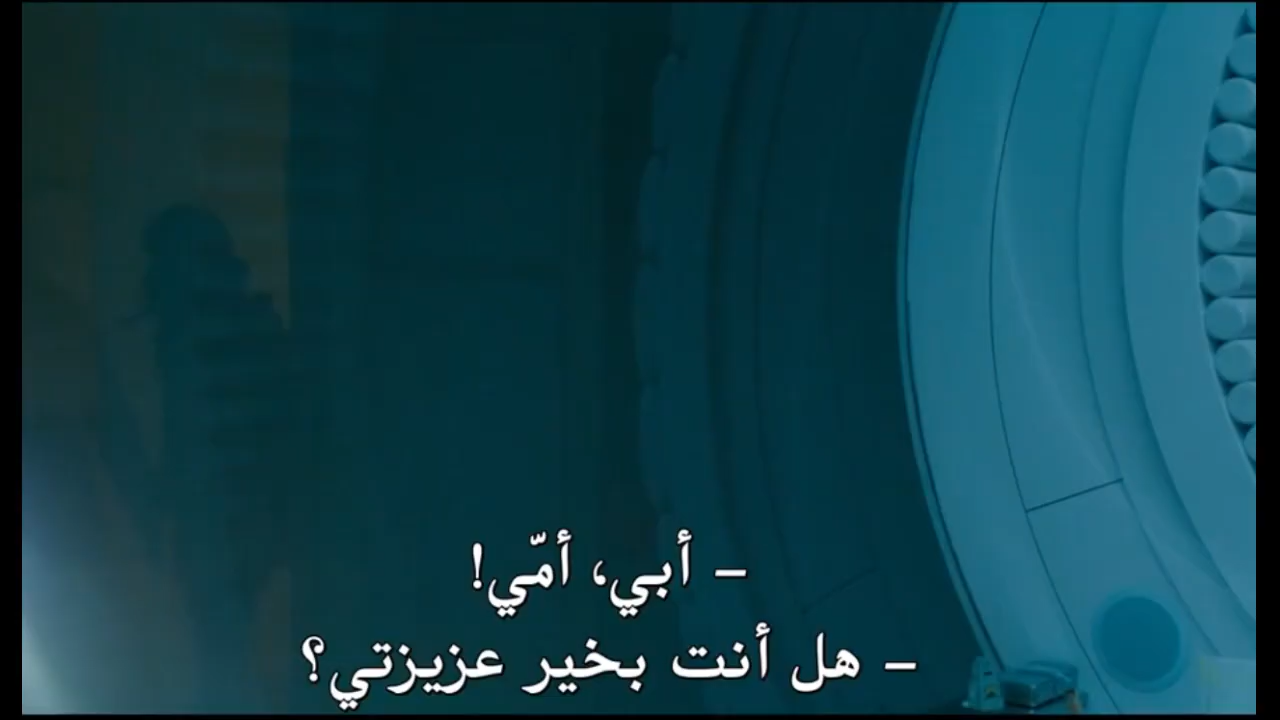 – أبي، أمّي!
– هل أنت بخير عزيزتي؟